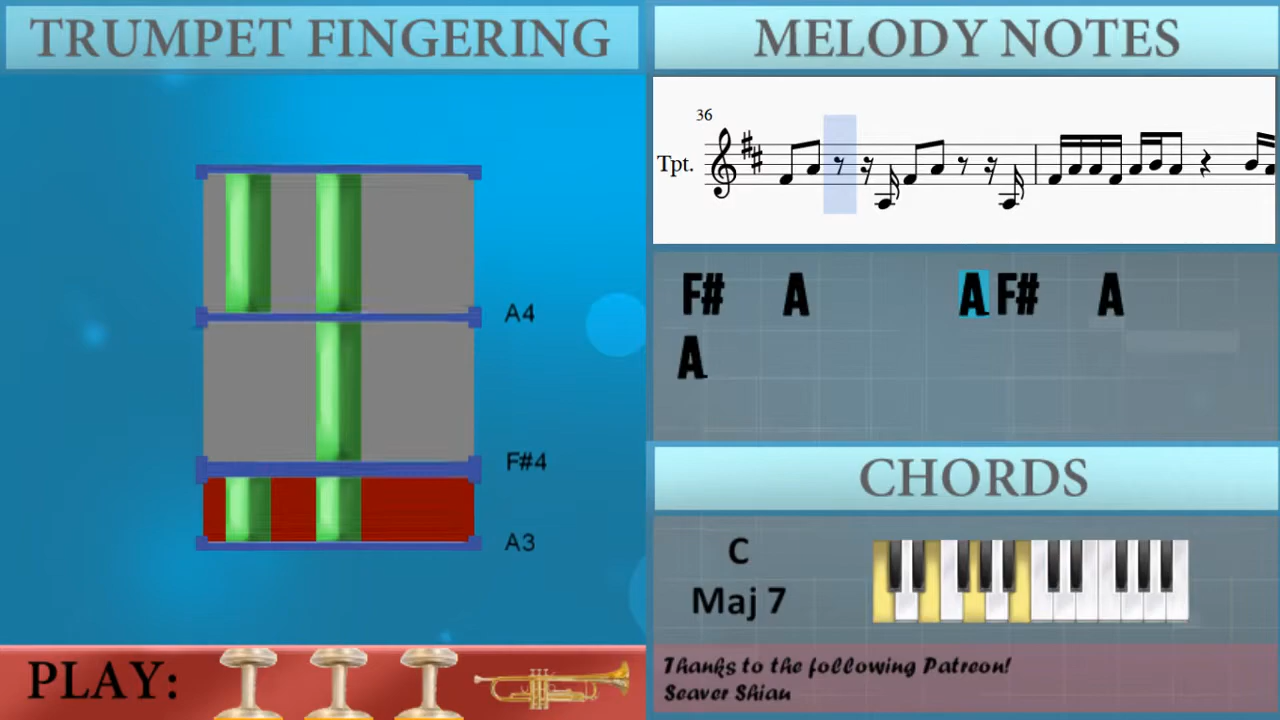 TRUMPET FINGERING
A4
F#4
A3
PLAY:
MELODY NOTES
36
Tpt.
F# A A F# A
A
CHORDS
C
Maj 7
Thanks to the following Patreon!
Seaver Shiau